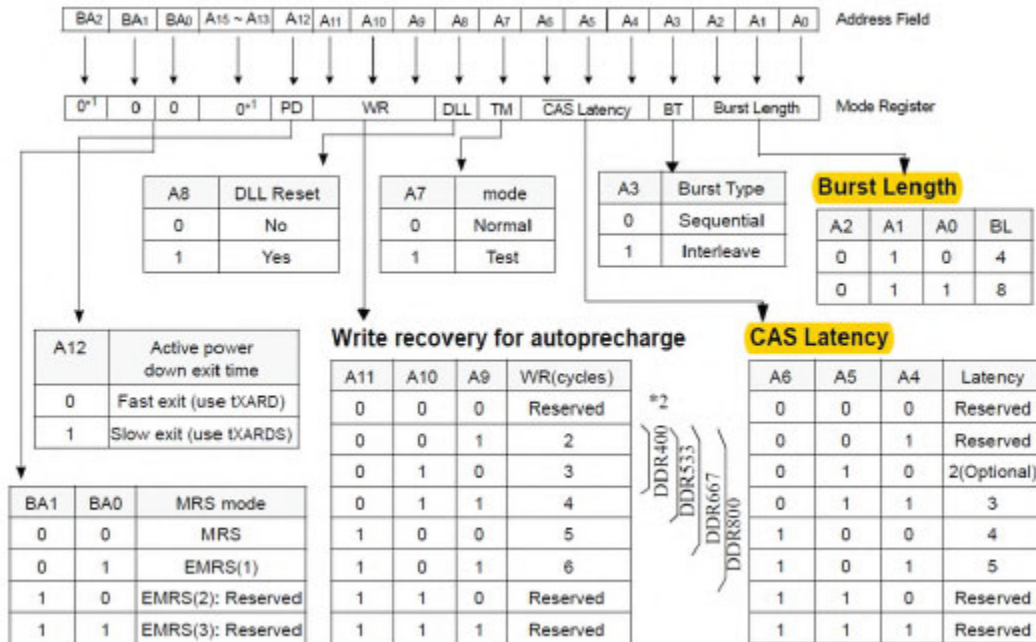 BA2 BA1 BA0 A15 ~ A13 A12 A11 A10 A9 A8 A7 A6 A5 A4 A3 A2 A1 A0 Address Field
0*1 0 0 0*1 PD WR DLL TM CAS Latency BT Burst Length Mode Register
A8 DLL Reset
0 No
1 Yes
A7 mode
0 Normal
1 Test
A3 Burst Type
0 Sequential
1 Interleave
Burst Length
A2 A1 A0 BL
0 1 0 4
0 1 1 8
A12 Active power
down exit time
0 Fast exit (use tXARD)
1 Slow exit (use tXARDS)
BA1 BA0 MRS mode
0 0 MRS
0 1 EMRS(1)
1 0 EMRS(2): Reserved
1 1 EMRS(3): Reserved
Write recovery for autoprecharge
A11 A10 A9 WR(cycles)
0 0 0 Reserved
0 0 1 2
0 1 0 3
0 1 1 4
1 0 0 5
1 0 1 6
1 1 0 Reserved
1 1 1 Reserved
*2
DDR400
DDR533
DDR667
DDR800
CAS Latency
A6 A5 A4 Latency
0 0 0 Reserved
0 0 1 Reserved
0 1 0 2(Optional)
0 1 1 3
1 0 0 4
1 0 1 5
1 1 0 Reserved
1 1 1 Reserved